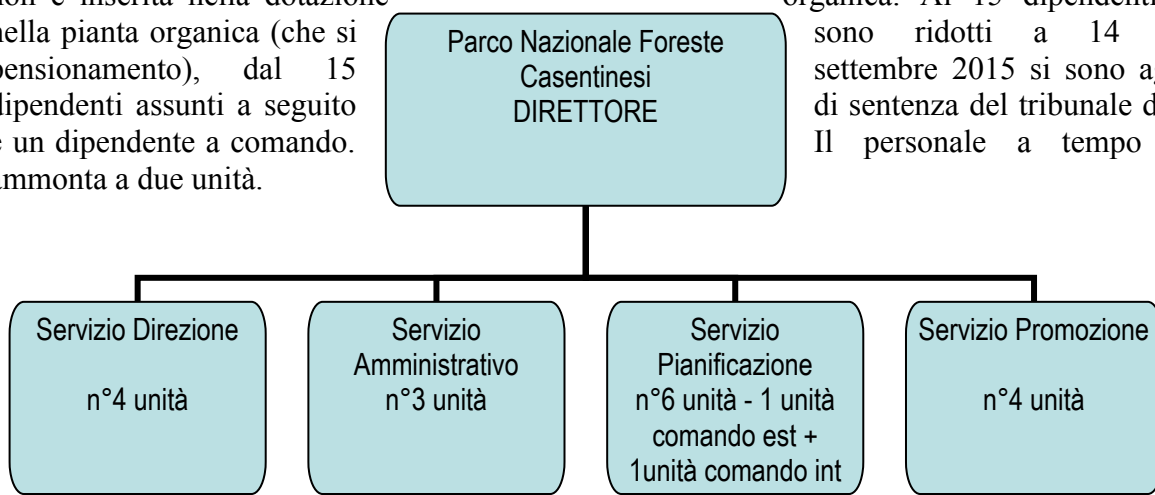 non è inserita nella dotazione organica. Ai 15 dipendenti
nella pianta organica (che si sono ridotti a 14
pensionamento), dal 15 settembre 2015 si sono
dipendenti assunti a seguito di sentenza del tribunale
e un dipendente a comando. Il personale a tempo
ammonta a due unità.
Parco Nazionale Foreste
Casentinesi
DIRETTORE
Servizio Direzione
n°4 unità
Servizio
Amministrativo
n°3 unità
Servizio
Pianificazione
n°6 unità - 1 unità
comando est +
1unità comando int
Servizio Promozione
n°4 unità